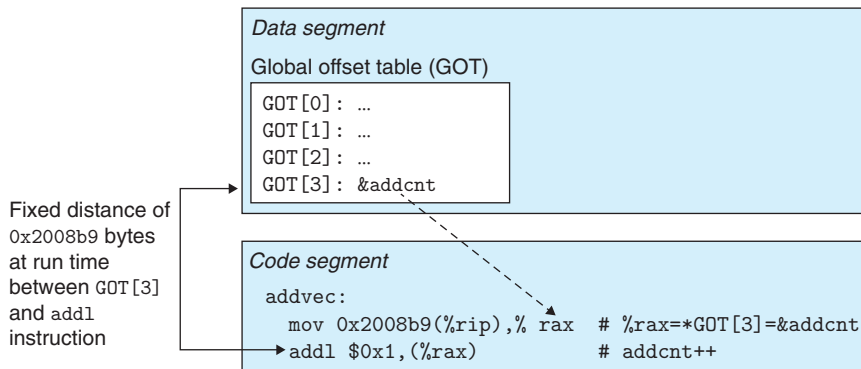 Data segment
Global offset table (GOT)
GOT[0]: …
GOT[1]: …
GOT[2]: …
GOT[3]: &addcnt
Fixed distance of
0x2008b9 bytes
at run time
between GOT[3]
and addl
instruction
Code segment
addvec:
mov 0x2008b9(%rip),% rax # %rax=*GOT[3]=&addcnt
addl $0x1,(%rax) # addcnt++